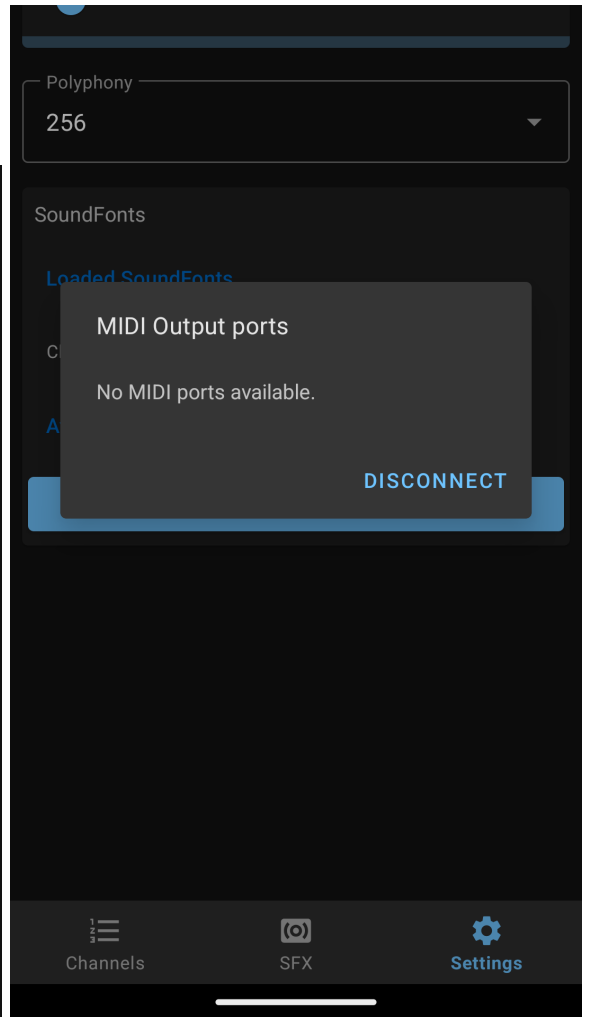 Polyphony
256
SoundFonts
Loaded SoundFonts
MIDI Output ports
No MIDI ports available.
DISCONNECT
Channels
SFX
Settings